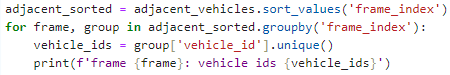 adjacent_sorted = adjacent_vehicles.sort_values('frame_index')
for frame, group in adjacent_sorted.groupby('frame_index'):
    vehicle_ids = group['vehicle_id'].unique()
    print(f'frame {frame}: vehicle ids {vehicle_ids}')